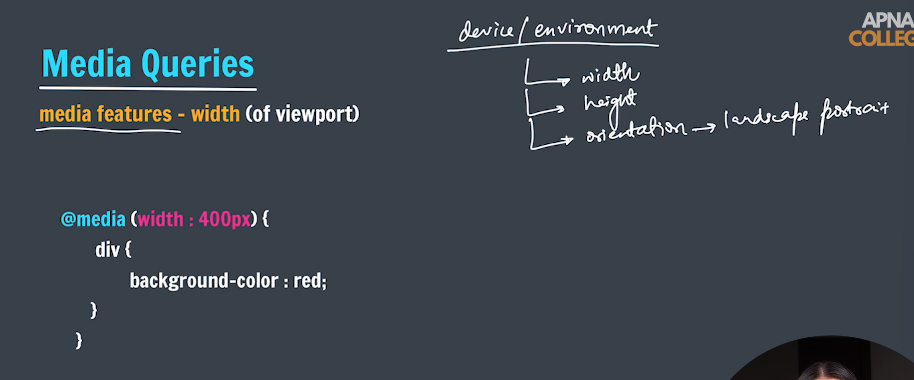 device/environment
APNA
COLLEG
Media Queries
width
media features - width (of viewport)
height
orientation → landscape portrait
@media (width : 400px) {
div {
background-color : red;
}
}